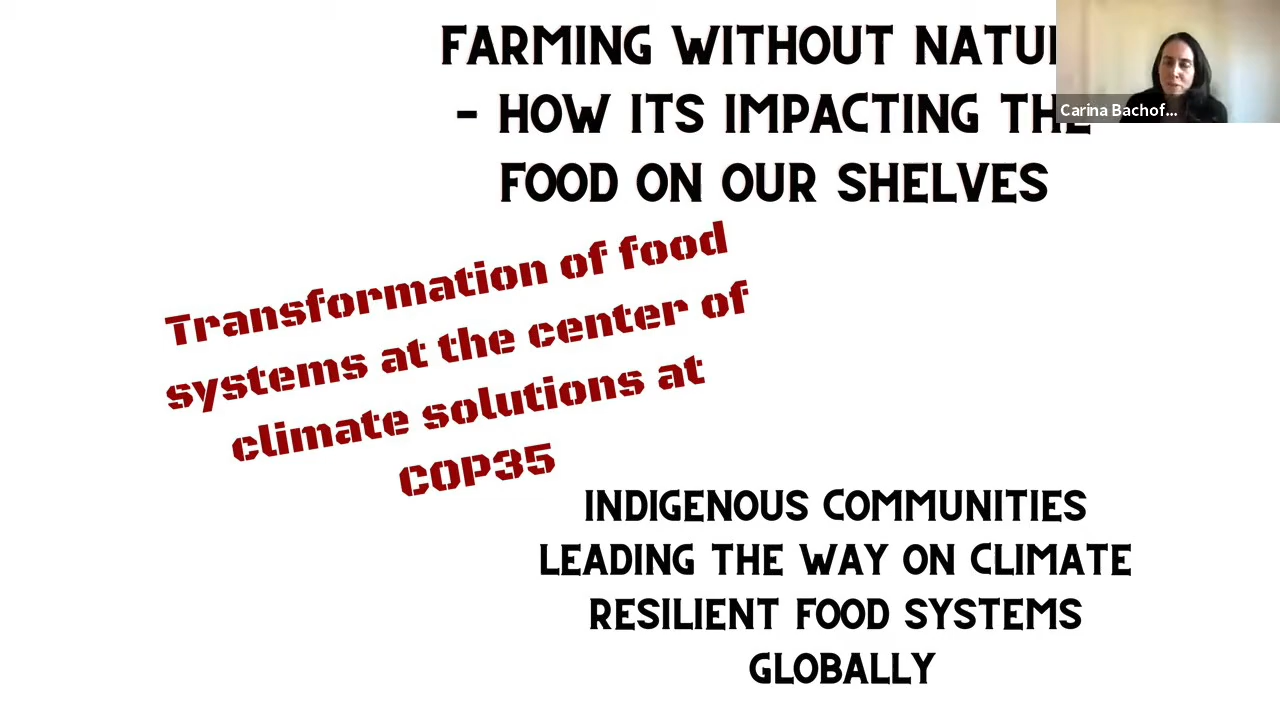 FARMING WITHOUT NATU
- HOW ITS IMPACTING THE
FOOD ON OUR SHELVES
Carina Bachof...
Transformation of food
systems at the center of
climate solutions at
COP35
INDIGENOUS COMMUNITIES
LEADING THE WAY ON CLIMATE
RESILIENT FOOD SYSTEMS
GLOBALLY